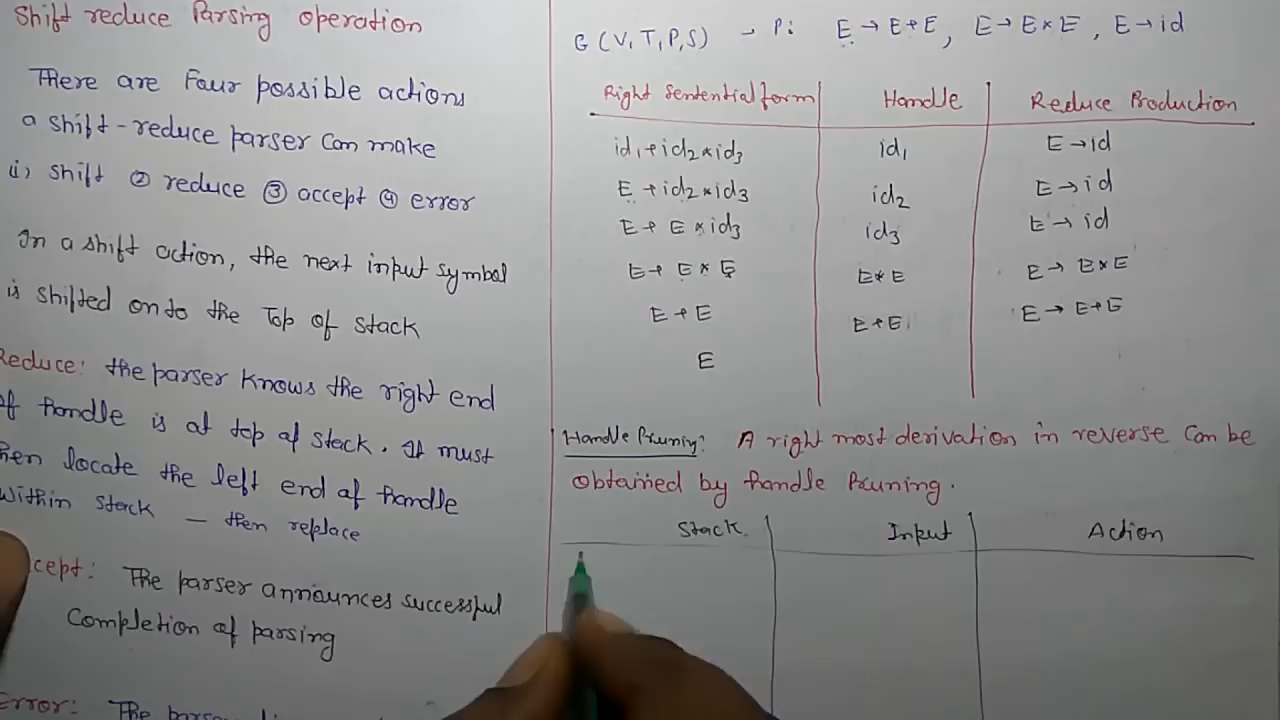 Shift reduce Parsing operation
There are Four possible actions
a shift-reduce parser can make
(i) shift ② reduce ③ accept ④ error
In a shift action, the next input symbol
is shifted onto the Top of stack
Reduce: the parser knows the right end
of handle is at top of stack. It must
then locate the left end of handle
within stack — then replace
cept: The parser announces successful
Completion of parsing
Error: The
G(V,T,P,S) → P: E → E+E, E → E*E, E → id
Right Sentential form Handle Reduce Production
id₁+id₂*id₃ id₁ E → id
E + id₂*id₃ id₂ E → id
E + E*id₃ id₃ E → id
E + E * E E*E E → E*E
E + E E+E E → E+E
E
Handle Pruning: A right most derivation in reverse can be
obtained by handle Pruning.
Stack Input Action